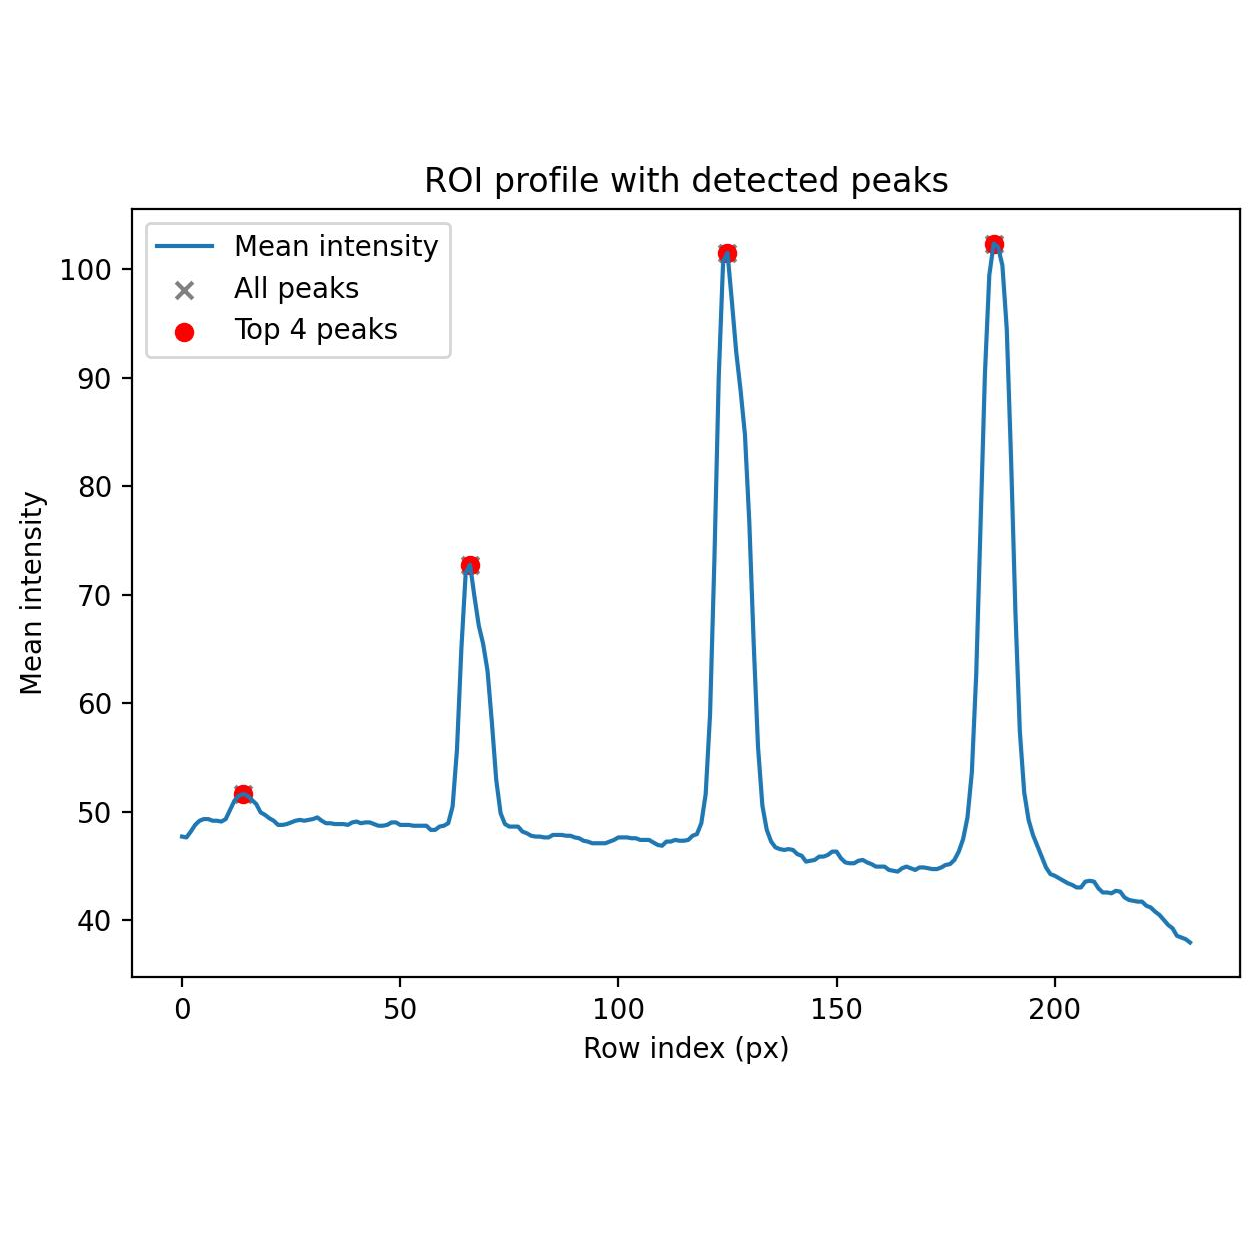 ROI profile with detected peaks
Mean intensity
All peaks
Top 4 peaks
100
90
80
70
60
50
40
Mean intensity
0 50 100 150 200
Row index (px)